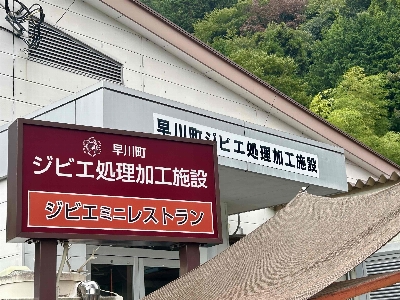 早川町ジビエ処理加工施設
早川町
ジビエ処理加工施設
ジビエミニレストラン